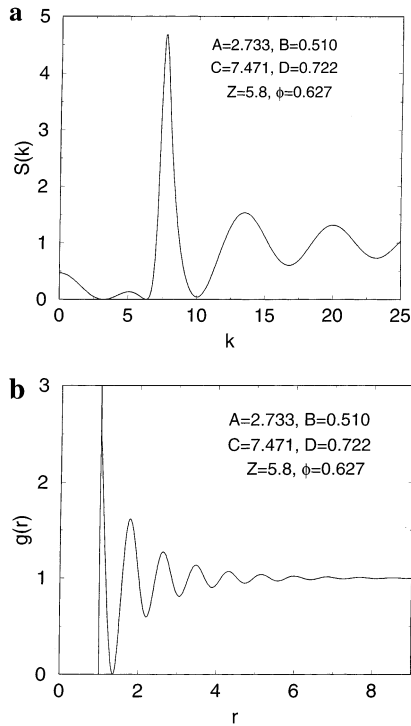 a
5
4
3
2
1
0
S(k)
A=2.733, B=0.510
C=7.471, D=0.722
Z=5.8, ϕ=0.627
0 5 10 15 20 25
k
b
3
2
1
0
g(r)
A=2.733, B=0.510
C=7.471, D=0.722
Z=5.8, ϕ=0.627
0 2 4 6 8
r